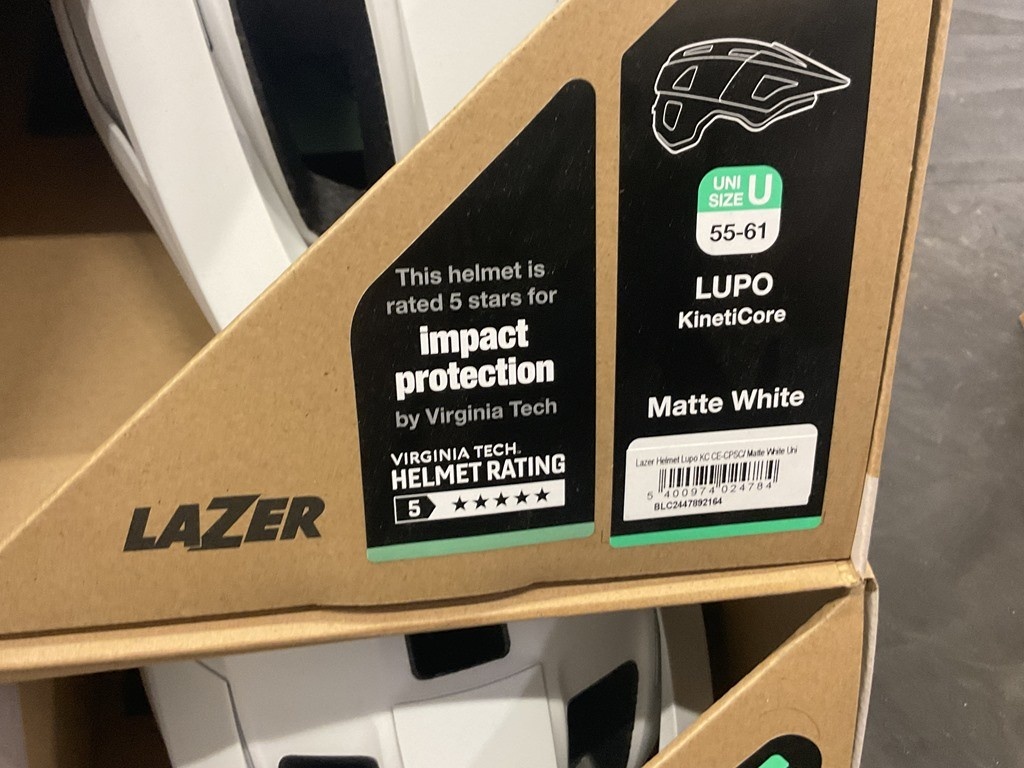 This helmet is
rated 5 stars for
impact
protection
by Virginia Tech
VIRGINIA TECH™
HELMET RATING
5 ★★★★★
LAZER
UNI
SIZE U
55-61
LUPO
KinetiCore
Matte White
Lazer Helmet Lupo KC CE-CPSC/ Matte White Uni
5 400974 024784
BLC2447892164